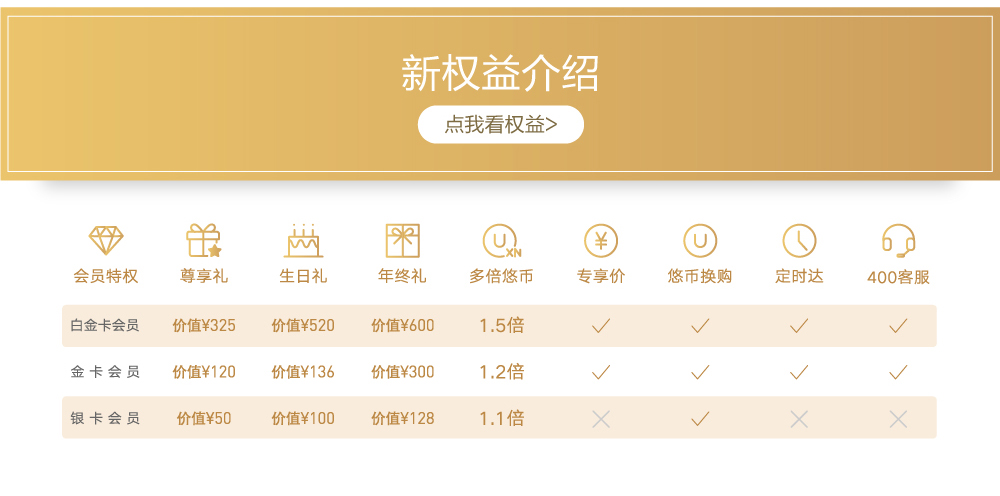 新权益介绍
点我看权益>
U XN ¥ U
会员特权 尊享礼 生日礼 年终礼 多倍悠币 专享价 悠币换购 定时达 400客服
白金卡会员 价值¥325 价值¥520 价值¥600 1.5倍
金卡会员 价值¥120 价值¥136 价值¥300 1.2倍
银卡会员 价值¥50 价值¥100 价值¥128 1.1倍